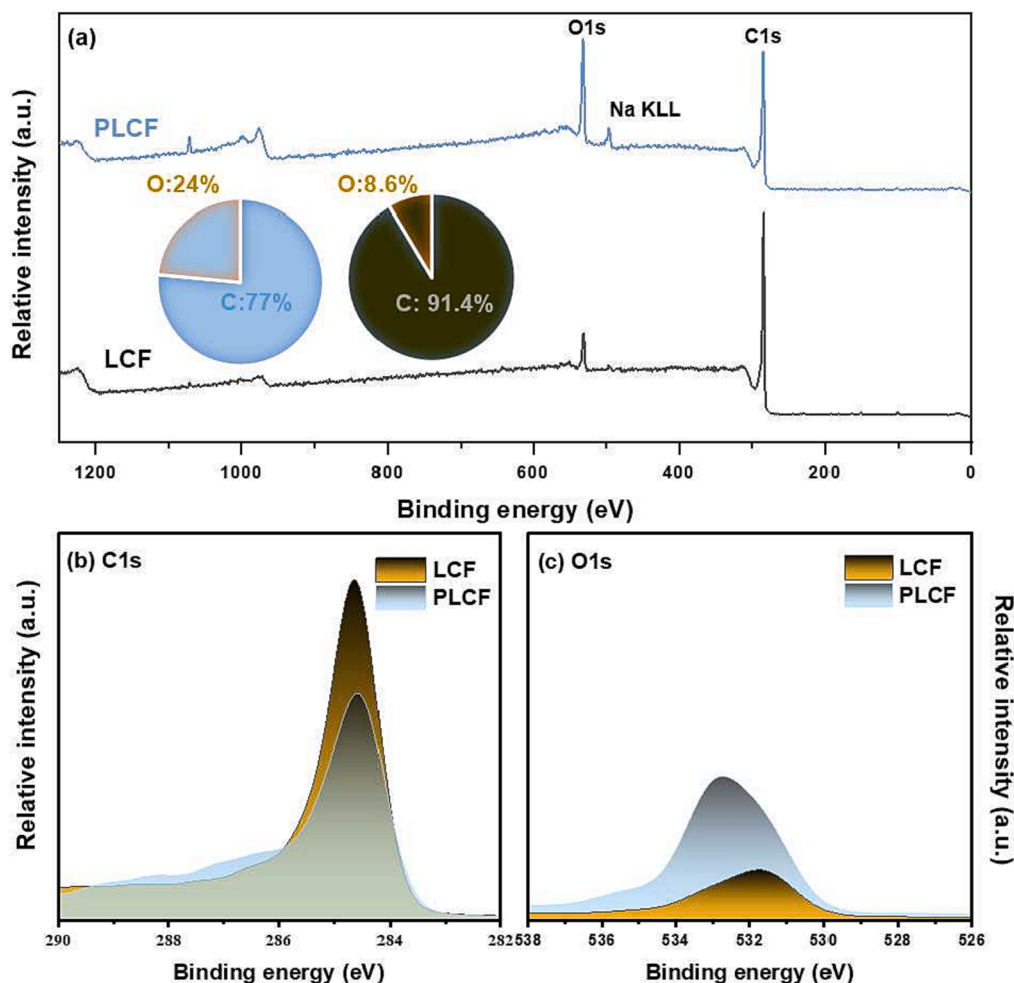 (a)
O1s
C1s
Na KLL
PLCF
O:24%
O:8.6%
C:77%
C: 91.4%
LCF
Relative intensity (a.u.)
1200
1000
800
600
400
200
0
Binding energy (eV)
(b) C1s
LCF
PLCF
Relative intensity (a.u.)
290
288
286
284
282
Binding energy (eV)
(c) O1s
LCF
PLCF
Relative intensity (a.u.)
538
536
534
532
530
528
526
Binding energy (eV)